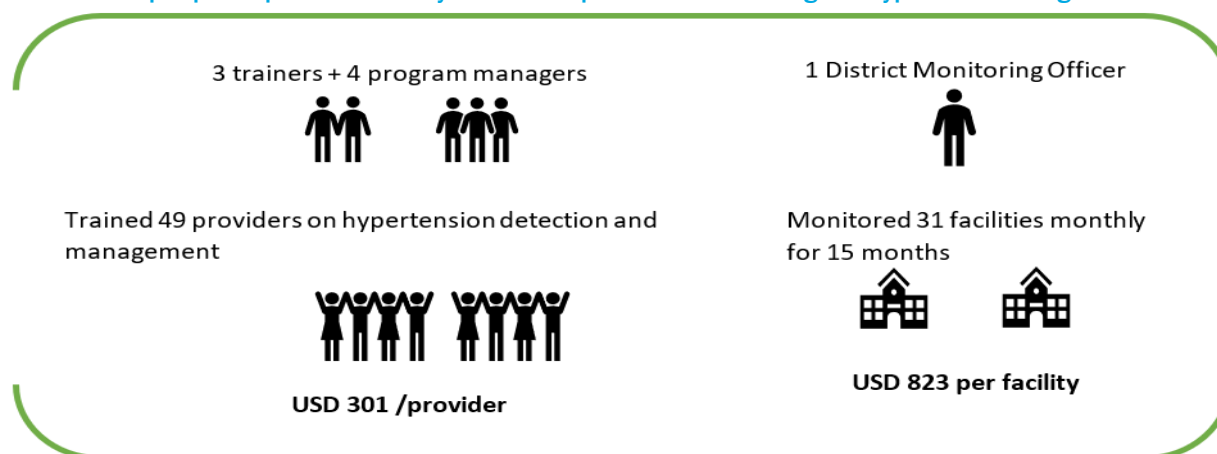 3 trainers + 4 program managers
Trained 49 providers on hypertension detection and
management
USD 301 /provider
1 District Monitoring Officer
Monitored 31 facilities monthly
for 15 months
USD 823 per facility